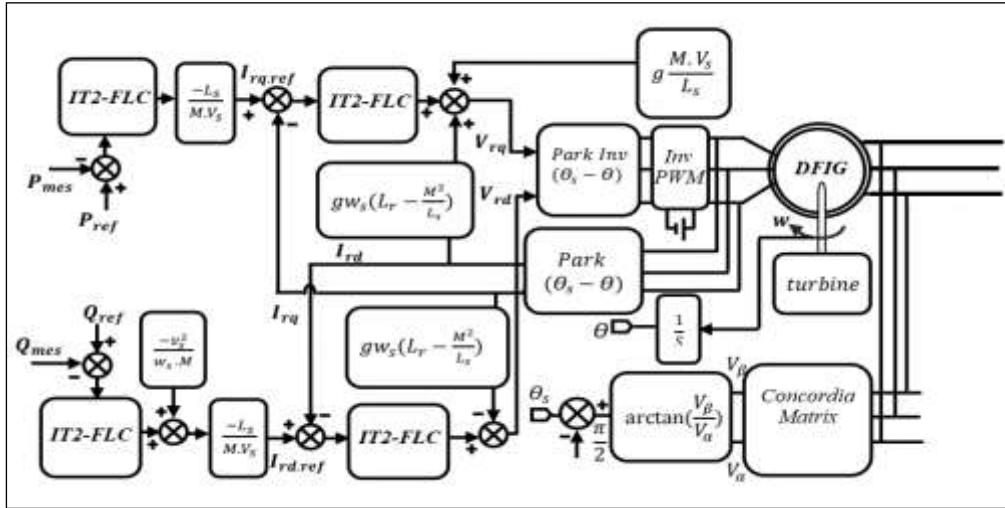 IT2-FLC
-L_s / M.V_s
I_rq.ref
IT2-FLC
+
+
-
+
+
g M.V_s / L_s
P_mes
-
+
P_ref
V_rq
V_rd
Park Inv
(θ_s − θ)
Inv
PWM
DFIG
w
turbine
gw_s(L_r − M² / L_s)
I_rd
Park
(θ_s − θ)
I_rq
θ
1 / S
Q_ref
Q_mes
+
-
-v_s² / w_s.M
gw_s(L_r − M² / L_s)
IT2-FLC
+
+
-L_s / M.V_s
-
+
I_rd.ref
IT2-FLC
-
+
θ_s
+
-
π / 2
arctan(V_β / V_α)
V_β
V_α
Concordia
Matrix